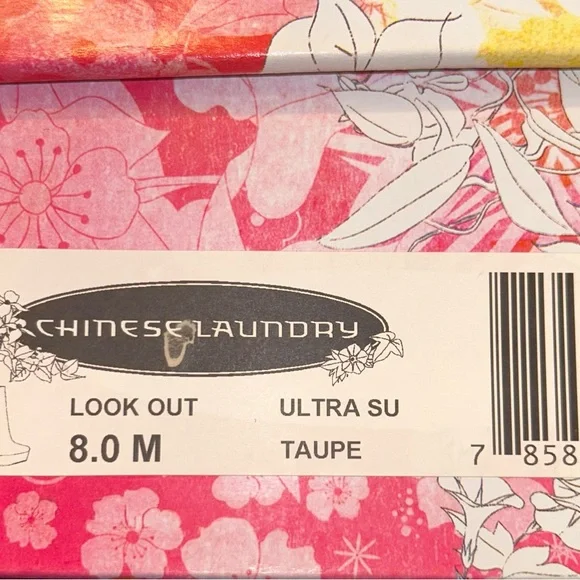 CHINESE LAUNDRY
LOOK OUT ULTRA SU
8.0 M TAUPE
7 858